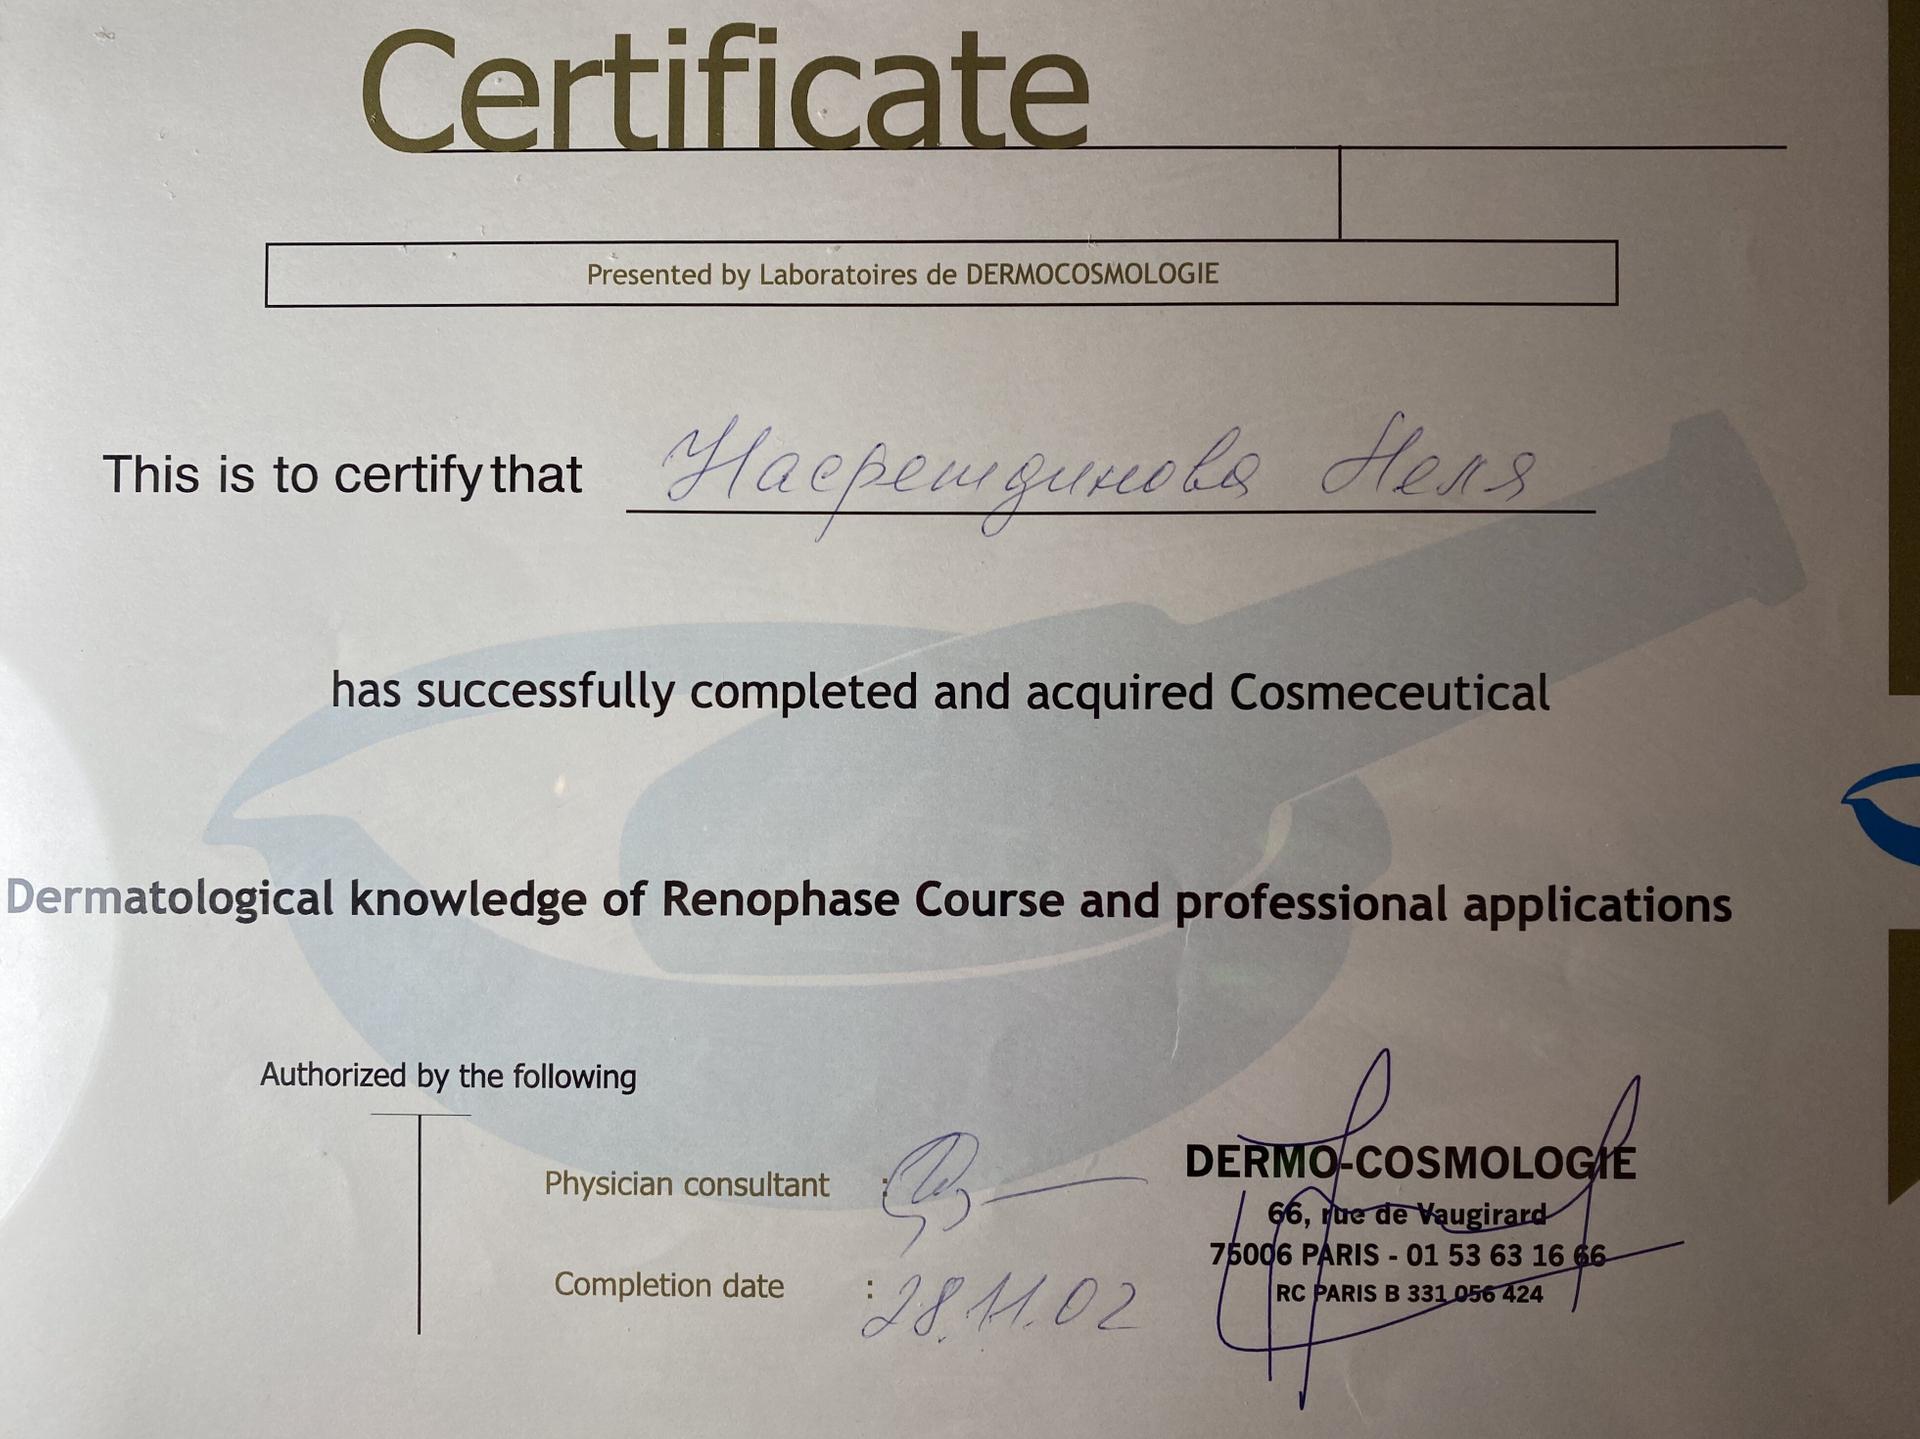 Certificate
Presented by Laboratoires de DERMOCOSMOLOGIE
This is to certify that Насретдинова Неля
has successfully completed and acquired Cosmeceutical
Dermatological knowledge of Renophase Course and professional applications
Authorized by the following
Physician consultant :
Completion date : 28.11.02
DERMO-COSMOLOGIE
66, rue de Vaugirard
75006 PARIS - 01 53 63 16 66
RC PARIS B 331 056 424